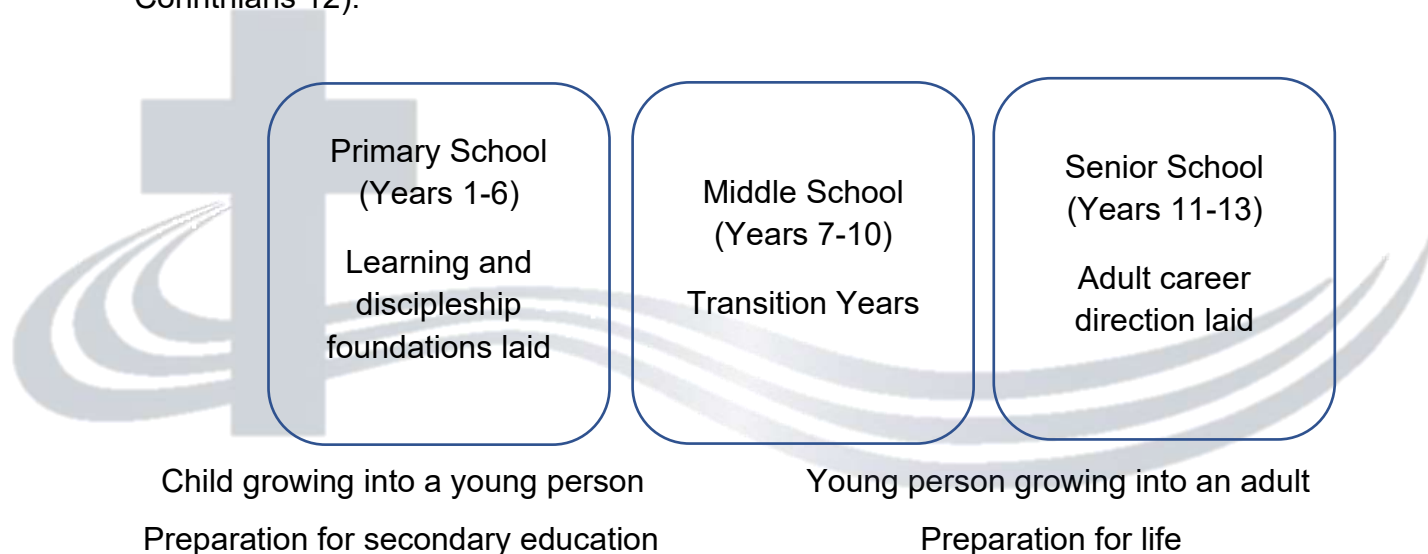 Corinthians 12).
Primary School
(Years 1-6)
Learning and
discipleship
foundations laid
Middle School
(Years 7-10)
Transition Years
Senior School
(Years 11-13)
Adult career
direction laid
Child growing into a young person
Preparation for secondary education
Young person growing into an adult
Preparation for life